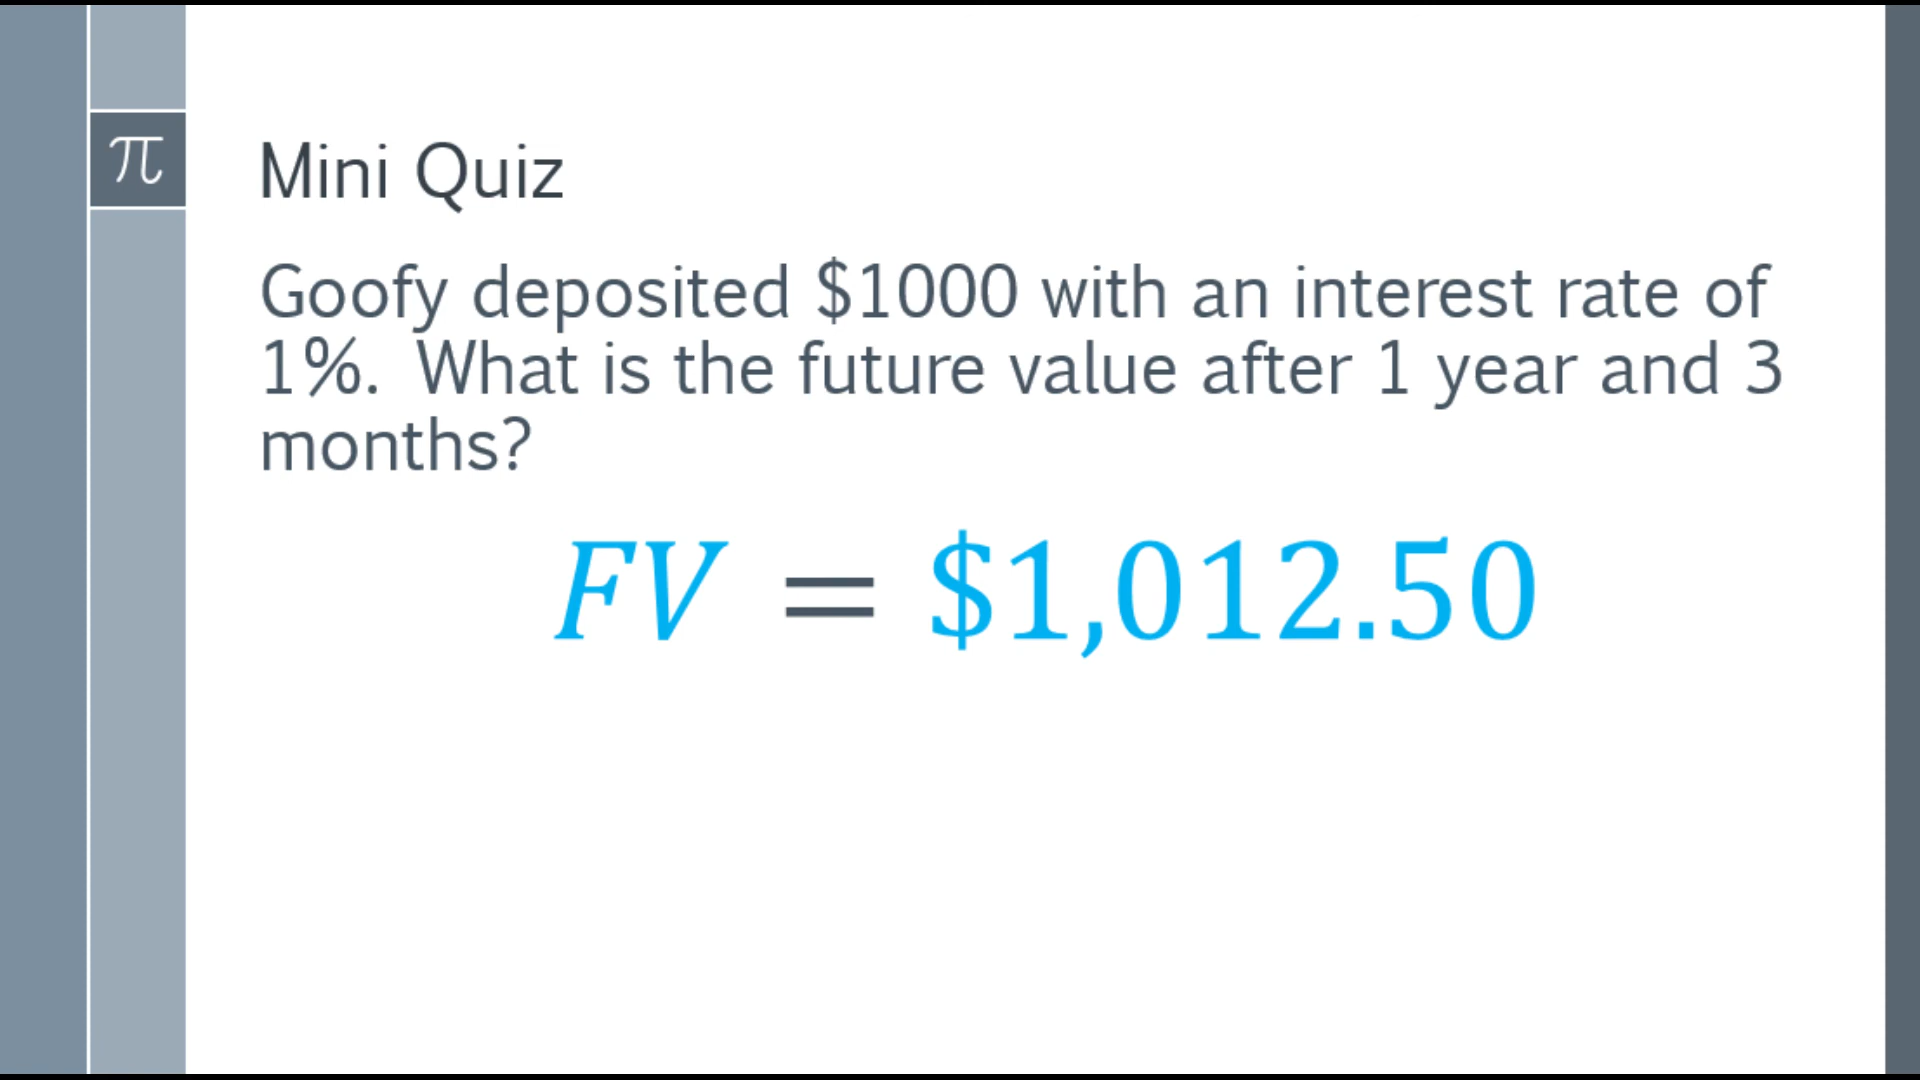 π
Mini Quiz
Goofy deposited $1000 with an interest rate of
1%. What is the future value after 1 year and 3
months?
FV = $1,012.50